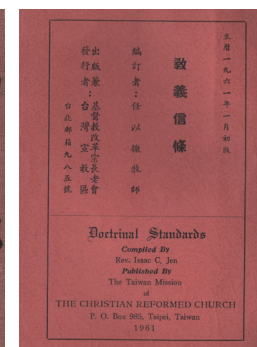 主曆一九六一年一月初版
教義信條
編訂者：任以撒牧師
出版兼
發行者：
基督教改革宗長老會
台灣宣教區
台北郵箱九八五號
Doctrinal Standards
Compiled By
Rev. Isaac C. Jen
Published By
The Taiwan Mission
of
THE CHRISTIAN REFORMED CHURCH
P. O. Box 985, Taipei, Taiwan
1961